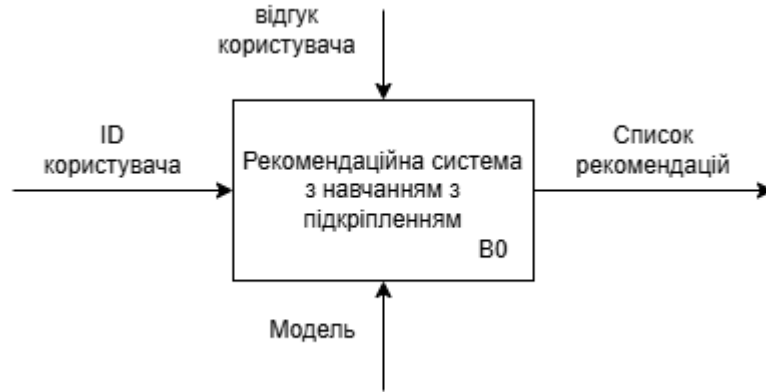 відгук
користувача
ID
користувача
Рекомендаційна система
з навчанням з
підкріпленням
B0
Список
рекомендацій
Модель